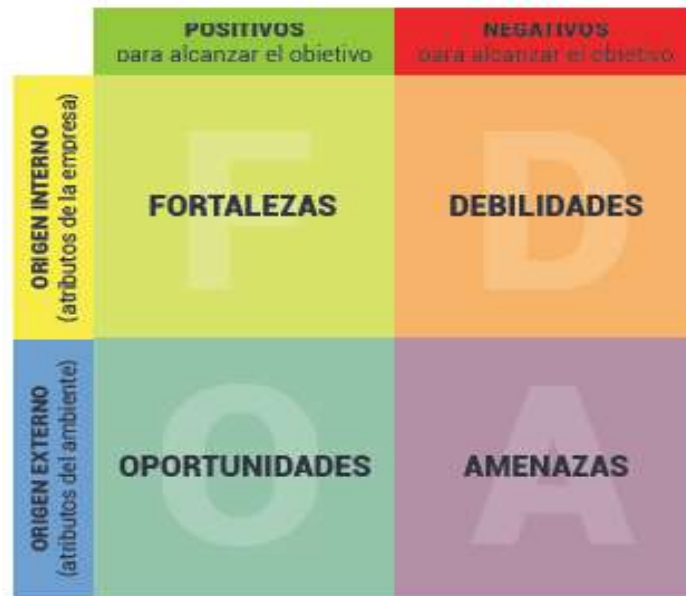 POSITIVOS
para alcanzar el objetivo
NEGATIVOS
para alcanzar el objetivo
ORIGEN INTERNO
(atributos de la empresa)
F
FORTALEZAS
D
DEBILIDADES
ORIGEN EXTERNO
(atributos del ambiente)
O
OPORTUNIDADES
A
AMENAZAS